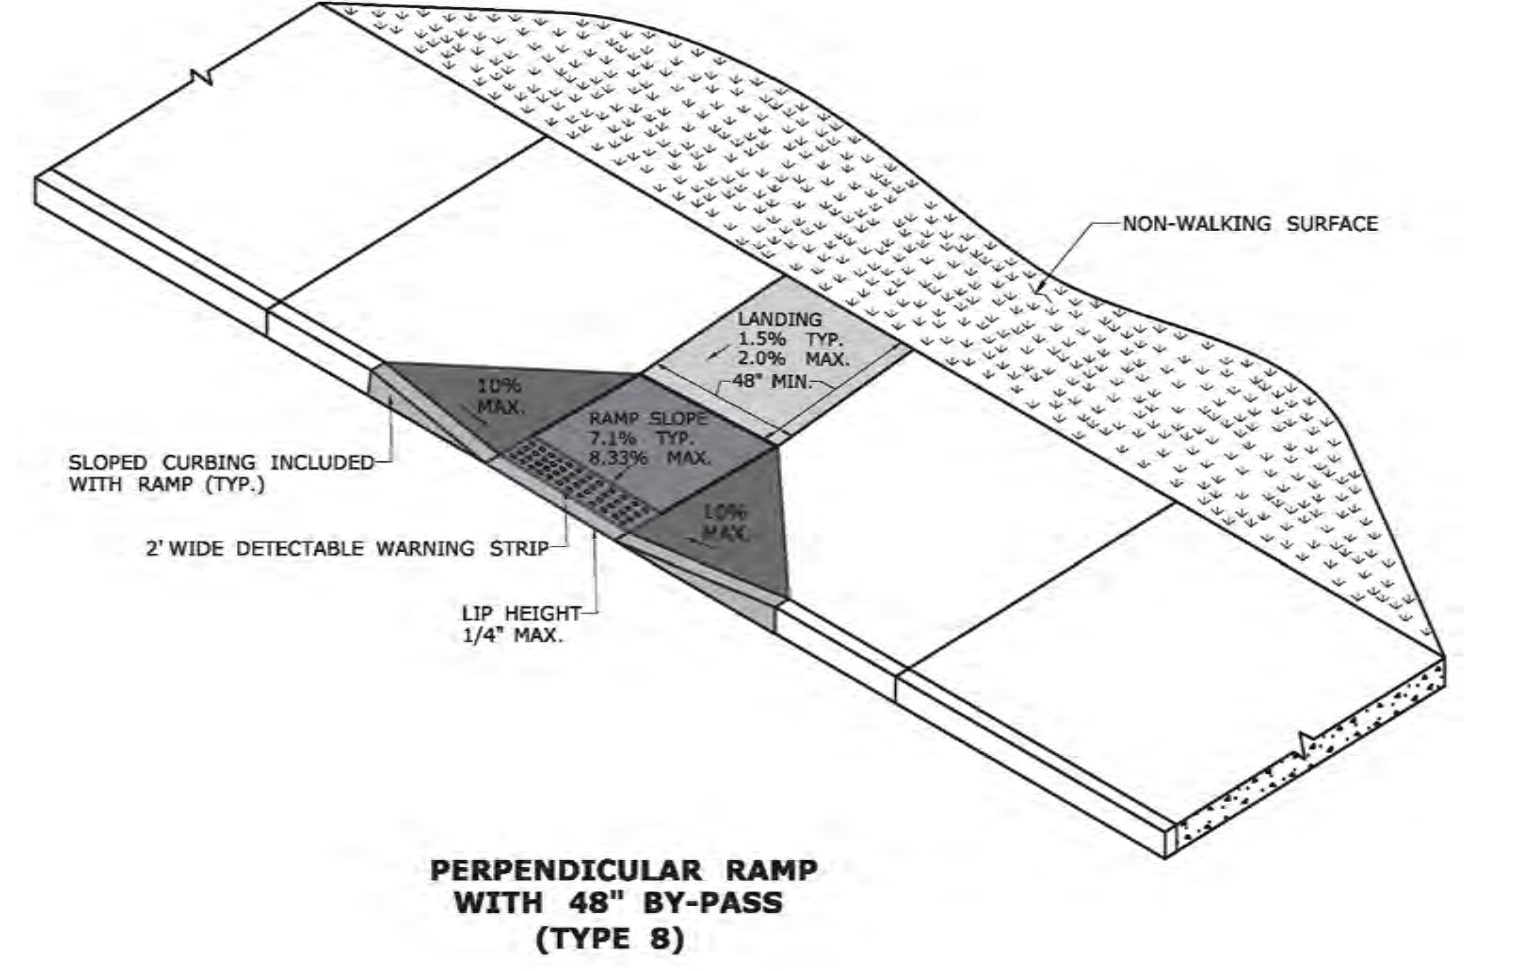 NON-WALKING SURFACE
LANDING
1.5% TYP.
2.0% MAX.
48" MIN.
10%
MAX.
RAMP SLOPE
7.1% TYP.
8.33% MAX.
SLOPED CURBING INCLUDED
WITH RAMP (TYP.)
10%
MAX.
2' WIDE DETECTABLE WARNING STRIP
LIP HEIGHT
1/4" MAX.
PERPENDICULAR RAMP
WITH 48" BY-PASS
(TYPE 8)